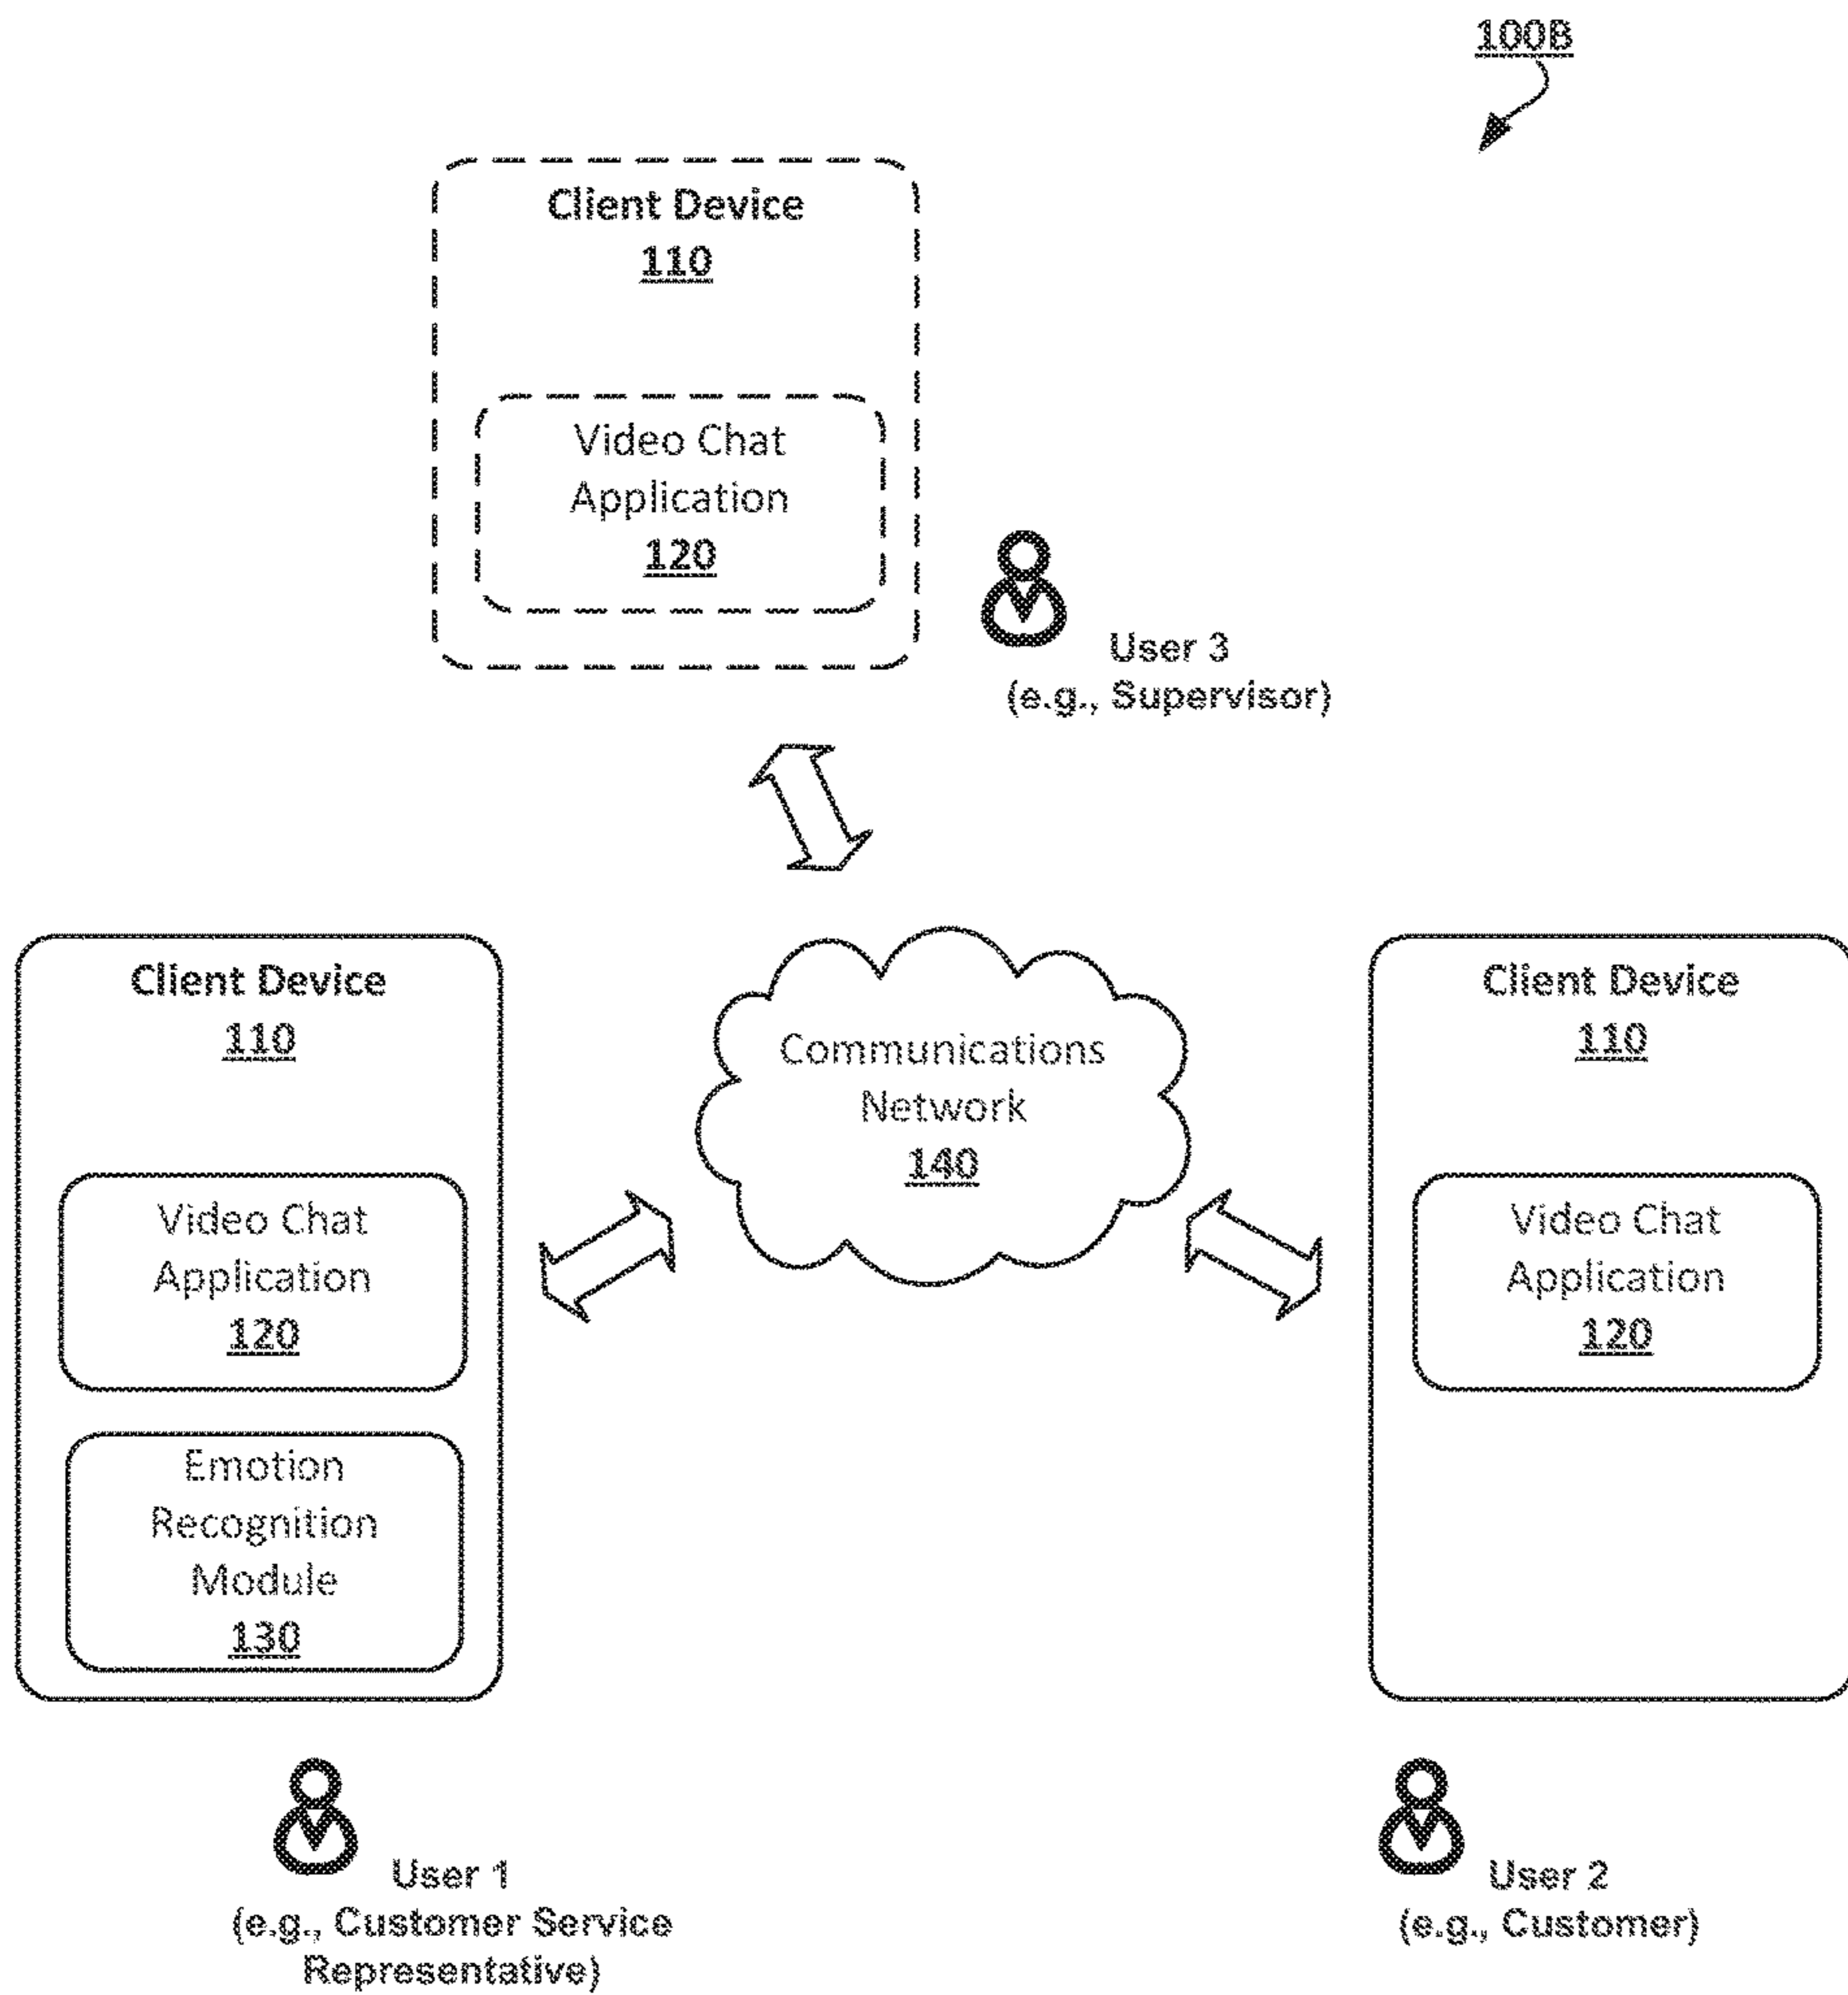 100B
Client Device
110
Video Chat
Application
120
User 3
(e.g., Supervisor)
Client Device
110
Video Chat
Application
120
Emotion
Recognition
Module
130
Communications
Network
140
Client Device
110
Video Chat
Application
120
User 1
(e.g., Customer Service
Representative)
User 2
(e.g., Customer)